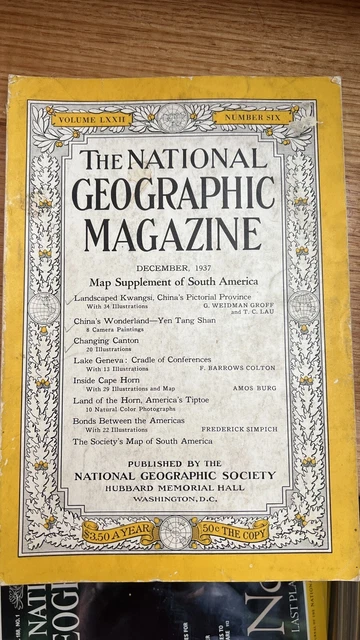 VOLUME LXXII NUMBER SIX
THE NATIONAL
GEOGRAPHIC
MAGAZINE
DECEMBER, 1937
Map Supplement of South America
Landscaped Kwangsi, China's Pictorial Province
With 34 Illustrations G. WEIDMAN GROFF
and T. C. LAU
China's Wonderland—Yen Tang Shan
8 Camera Paintings
Changing Canton
20 Illustrations
Lake Geneva: Cradle of Conferences
With 13 Illustrations F. BARROWS COLTON
Inside Cape Horn
With 29 Illustrations and Map AMOS BURG
Land of the Horn, America's Tiptoe
10 Natural Color Photographs
Bonds Between the Americas
With 22 Illustrations FREDERICK SIMPICH
The Society's Map of South America
PUBLISHED BY THE
NATIONAL GEOGRAPHIC SOCIETY
HUBBARD MEMORIAL HALL
WASHINGTON, D.C.
$3.50 A YEAR 50¢ THE COPY
NATI
LAST PLA